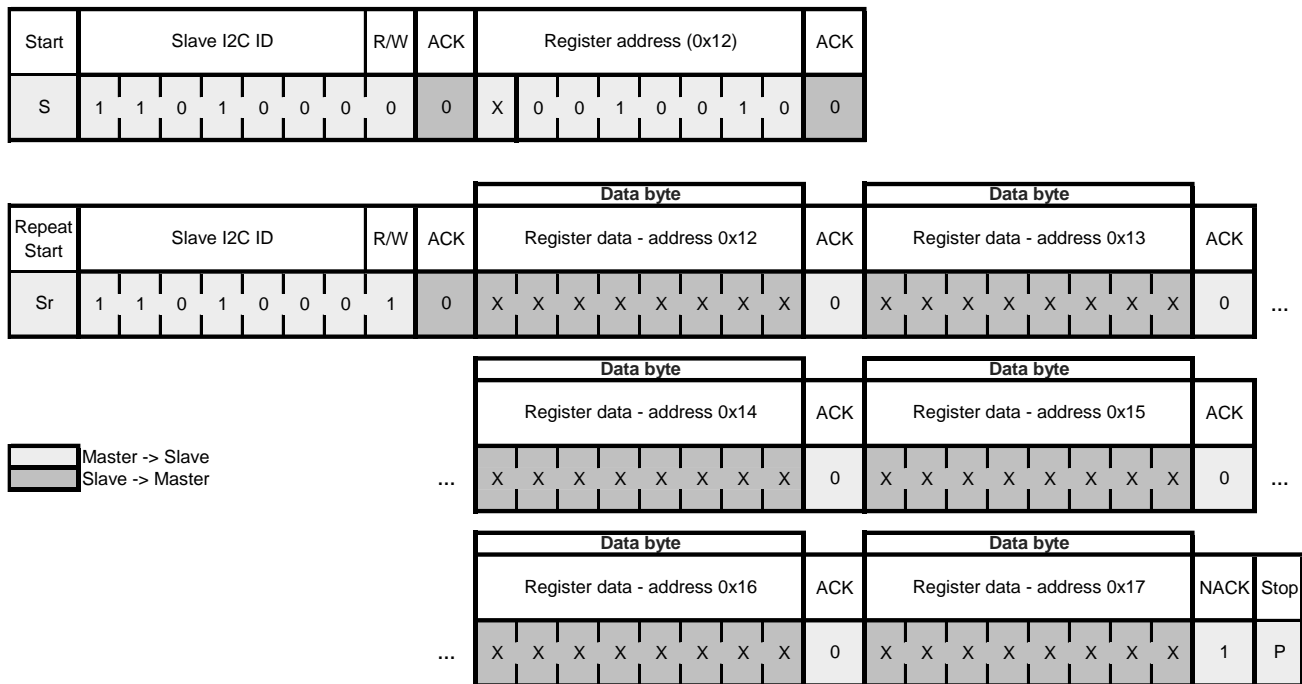 Start Slave I2C ID R/W ACK Register address (0x12) ACK
S 1 1 0 1 0 0 0 0 0 X 0 0 1 0 0 1 0 0
Data byte Data byte
Repeat Start Slave I2C ID R/W ACK Register data - address 0x12 ACK Register data - address 0x13 ACK
Sr 1 1 0 1 0 0 0 1 0 X X X X X X X X 0 X X X X X X X X 0 ...
Data byte Data byte
Register data - address 0x14 ACK Register data - address 0x15 ACK
Master -> Slave
Slave -> Master
... X X X X X X X X 0 X X X X X X X X 0 ...
Data byte Data byte
Register data - address 0x16 ACK Register data - address 0x17 NACK Stop
... X X X X X X X X 0 X X X X X X X X 1 P